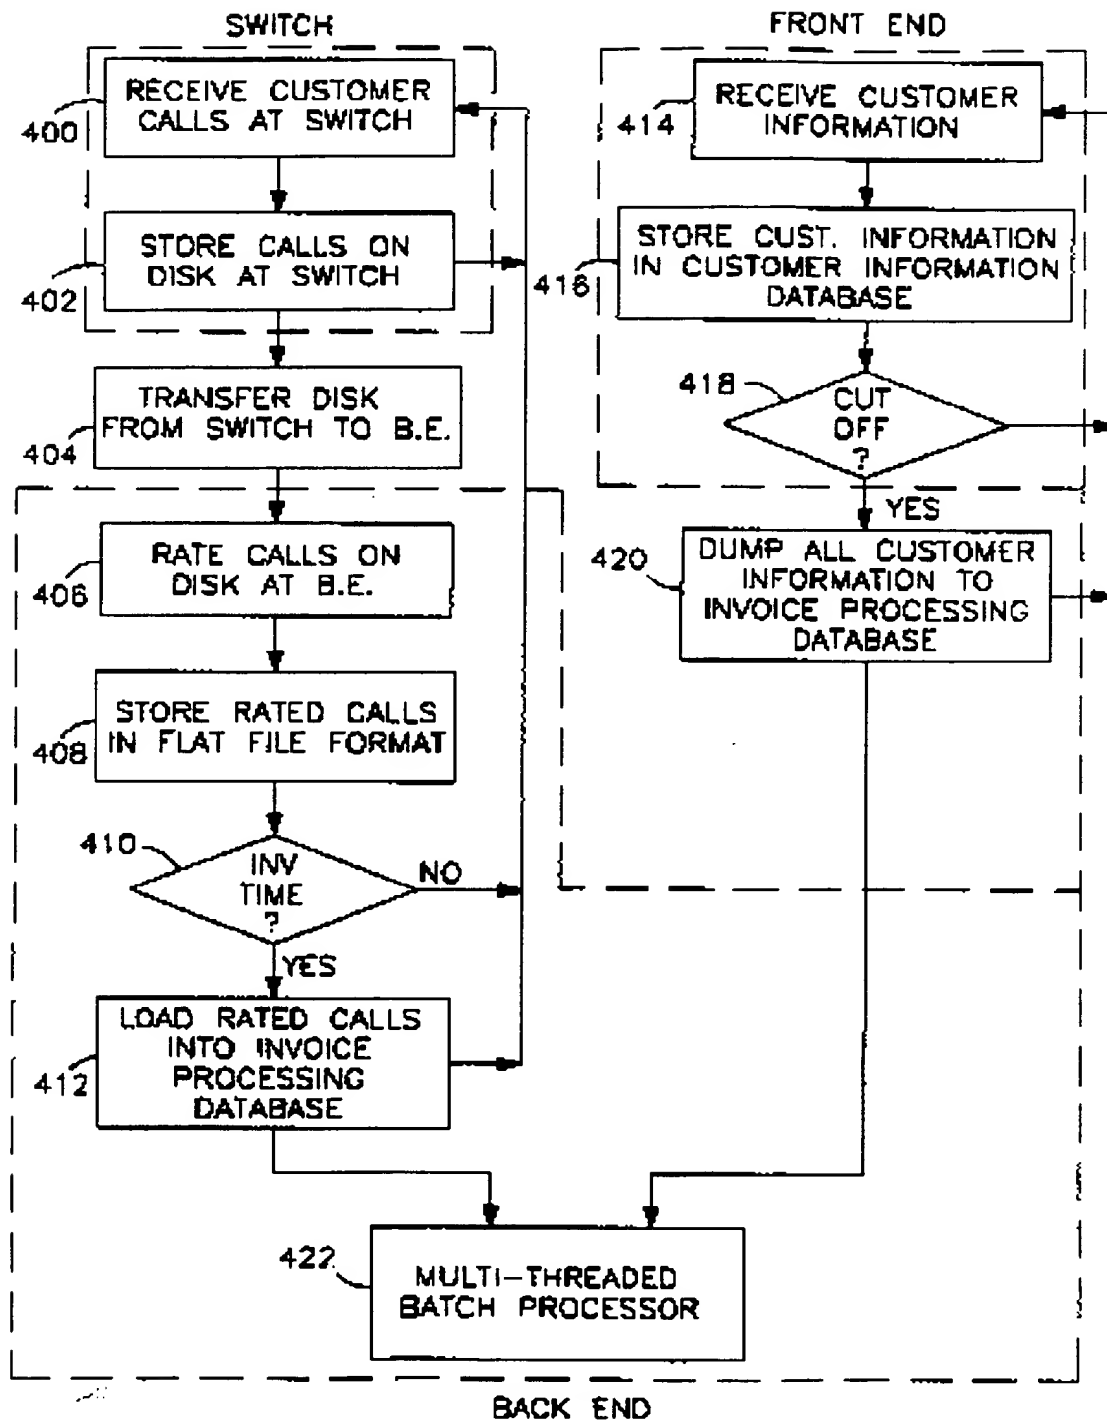 SWITCH
RECEIVE CUSTOMER
CALLS AT SWITCH
400
STORE CALLS ON
DISK AT SWITCH
402
TRANSFER DISK
FROM SWITCH TO B.E.
404
RATE CALLS ON
DISK AT B.E.
406
STORE RATED CALLS
IN FLAT FILE FORMAT
408
410
INV
TIME
?
NO
YES
LOAD RATED CALLS
INTO INVOICE
PROCESSING
DATABASE
412
FRONT END
RECEIVE CUSTOMER
INFORMATION
414
STORE CUST. INFORMATION
IN CUSTOMER INFORMATION
DATABASE
416
418
CUT
OFF
?
YES
420
DUMP ALL CUSTOMER
INFORMATION TO
INVOICE PROCESSING
DATABASE
422
MULTI-THREADED
BATCH PROCESSOR
BACK END